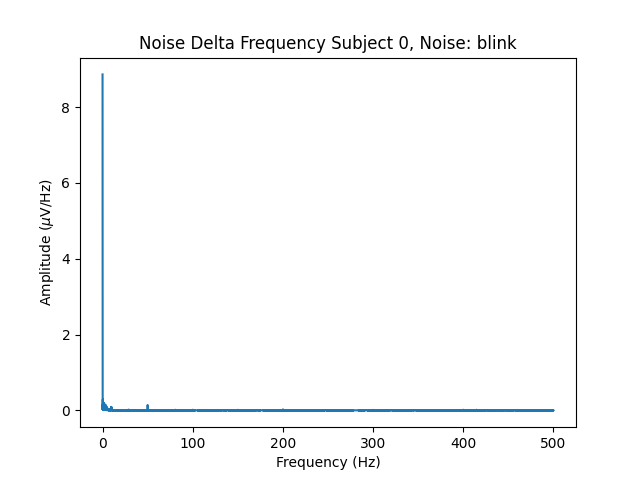 Noise Delta Frequency Subject 0, Noise: blink
Amplitude (μV/Hz)
8
6
4
2
0
0 100 200 300 400 500
Frequency (Hz)